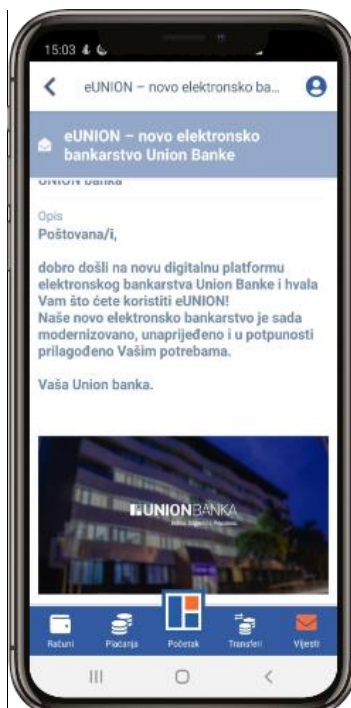 15:03
eUNION – novo elektronsko ba...
eUNION – novo elektronsko
bankarstvo Union Banke
UNION banka
Opis
Poštovana/i,
dobro došli na novu digitalnu platformu
elektronskog bankarstva Union Banke i hvala
Vam što ćete koristiti eUNION!
Naše novo elektronsko bankarstvo je sada
modernizovano, unaprijeđeno i u potpunosti
prilagođeno Vašim potrebama.
Vaša Union banka.
UNIONBANKA
Računi
Plaćanja
Početak
Transferi
Vijesti